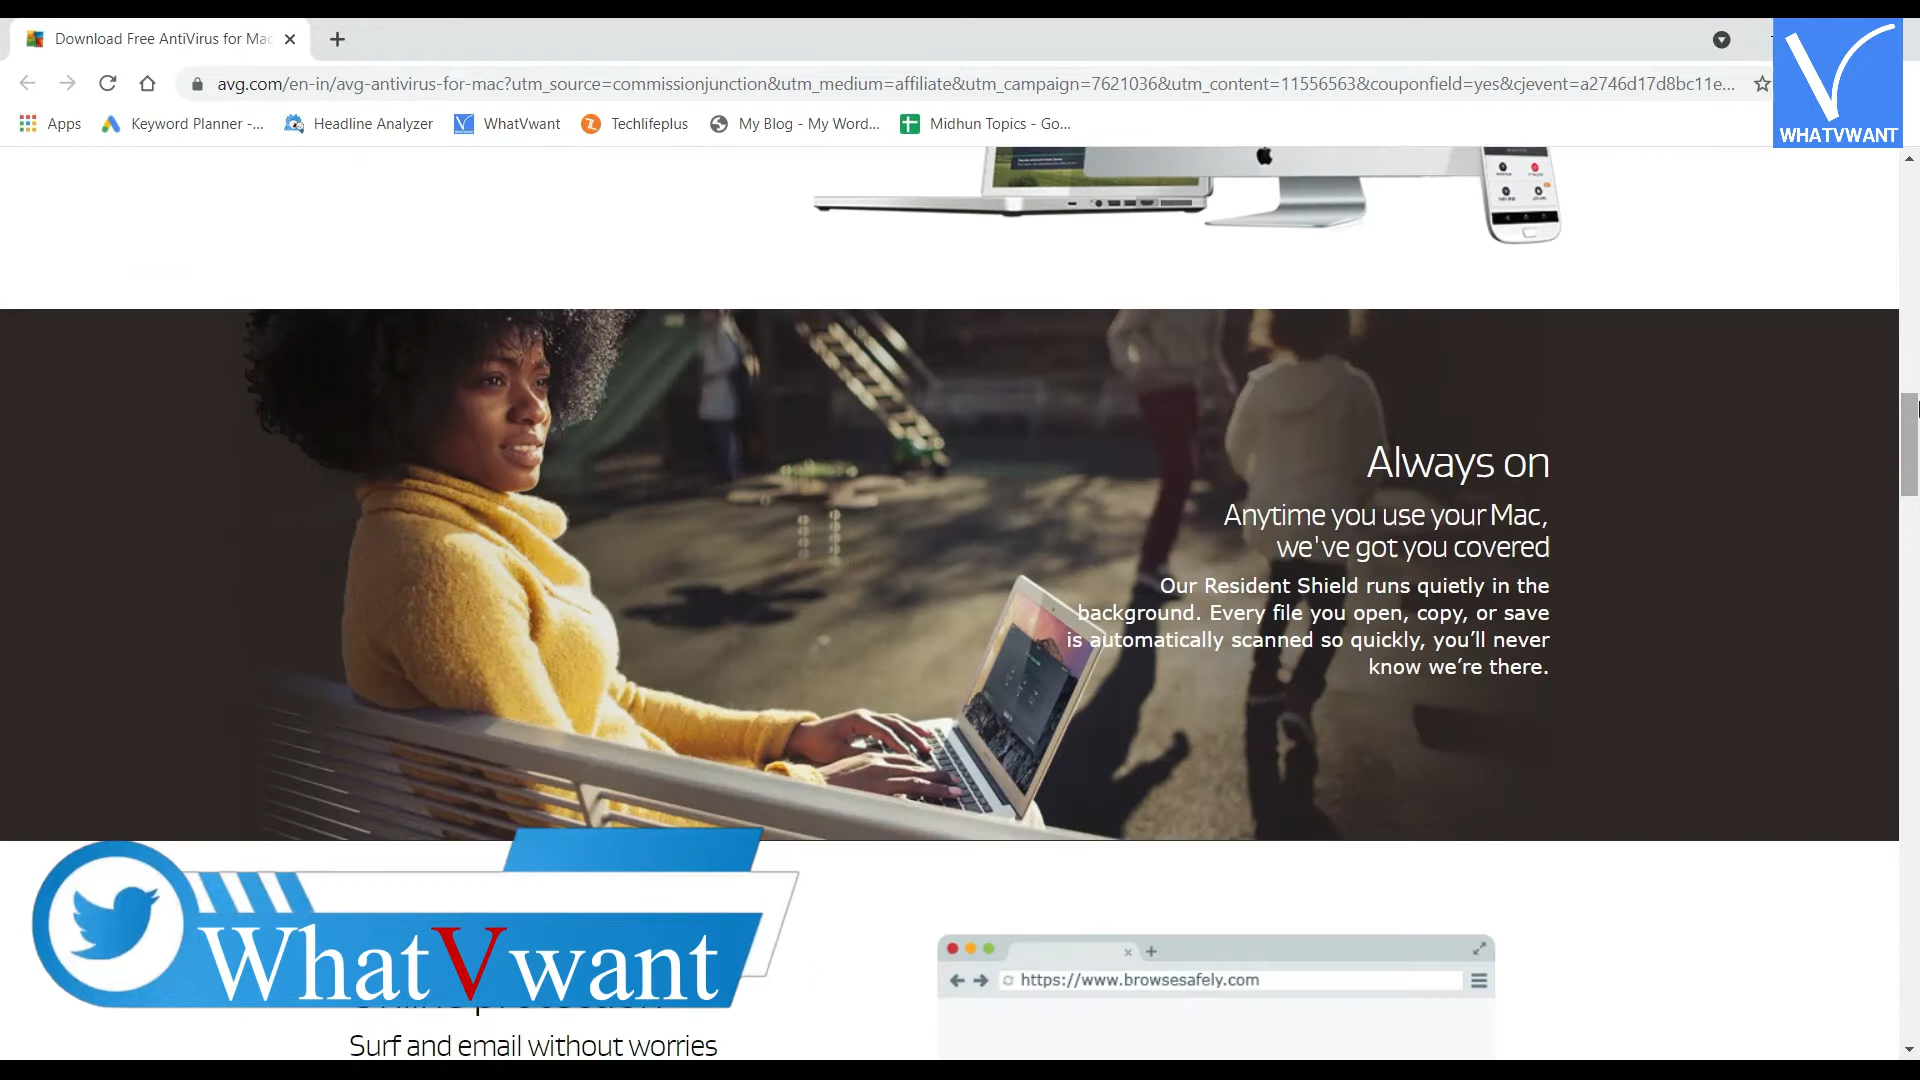 Download Free AntiVirus for Mac
avg.com/en-in/avg-antivirus-for-mac?utm_source=commissionjunction&utm_medium=affiliate&utm_campaign=7621036&utm_content=11556563&couponfield=yes&cjevent=a2746d17d8bc11e...
Apps
Keyword Planner -...
Headline Analyzer
WhatVwant
Techlifeplus
My Blog - My Word...
Midhun Topics - Go...
WHATVWANT
Always on
Anytime you use your Mac,
we've got you covered
Our Resident Shield runs quietly in the
background. Every file you open, copy, or save
is automatically scanned so quickly, you’ll never
know we’re there.
WhatVwant
https://www.browsesafely.com
Surf and email without worries